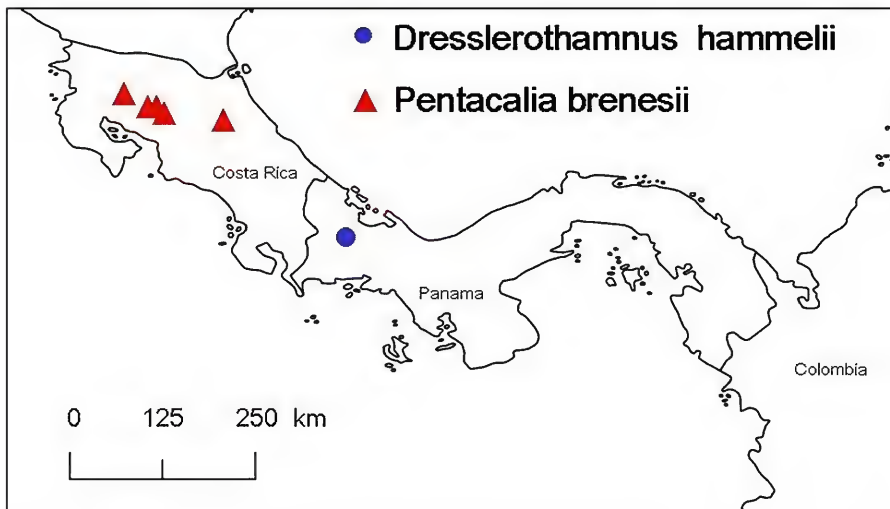 Dresslerothamnus hammelii
Pentacalia brenesii
Costa Rica
Panama
Colombia
0 125 250 km